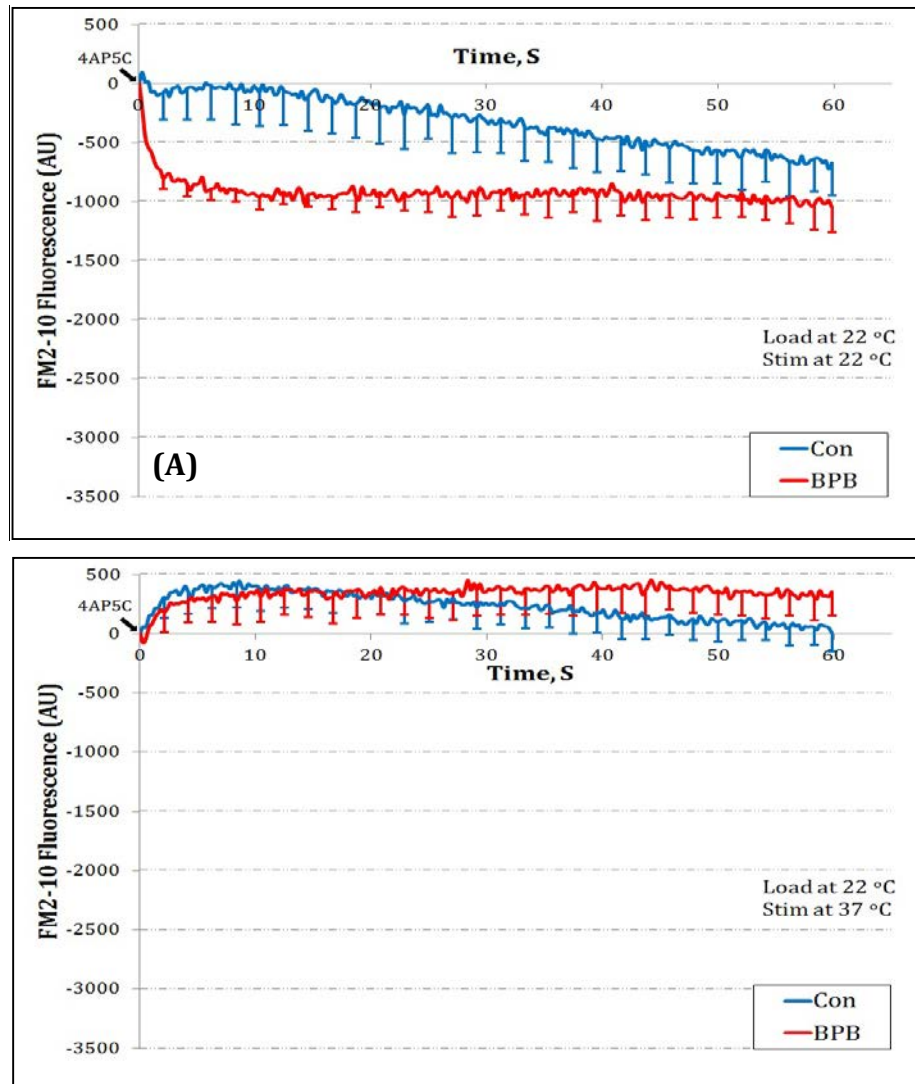 500
4AP5C
Time, S
0
0 10 20 30 40 50 60
-500
-1000
-1500
-2000
-2500
-3000
-3500
FM2-10 Fluorescence (AU)
Load at 22 °C
Stim at 22 °C
Con
BPB
(A)
500
4AP5C
0
0 10 20 30 40 50 60
Time, S
-500
-1000
-1500
-2000
-2500
-3000
-3500
FM2-10 Fluorescence (AU)
Load at 22 °C
Stim at 37 °C
Con
BPB